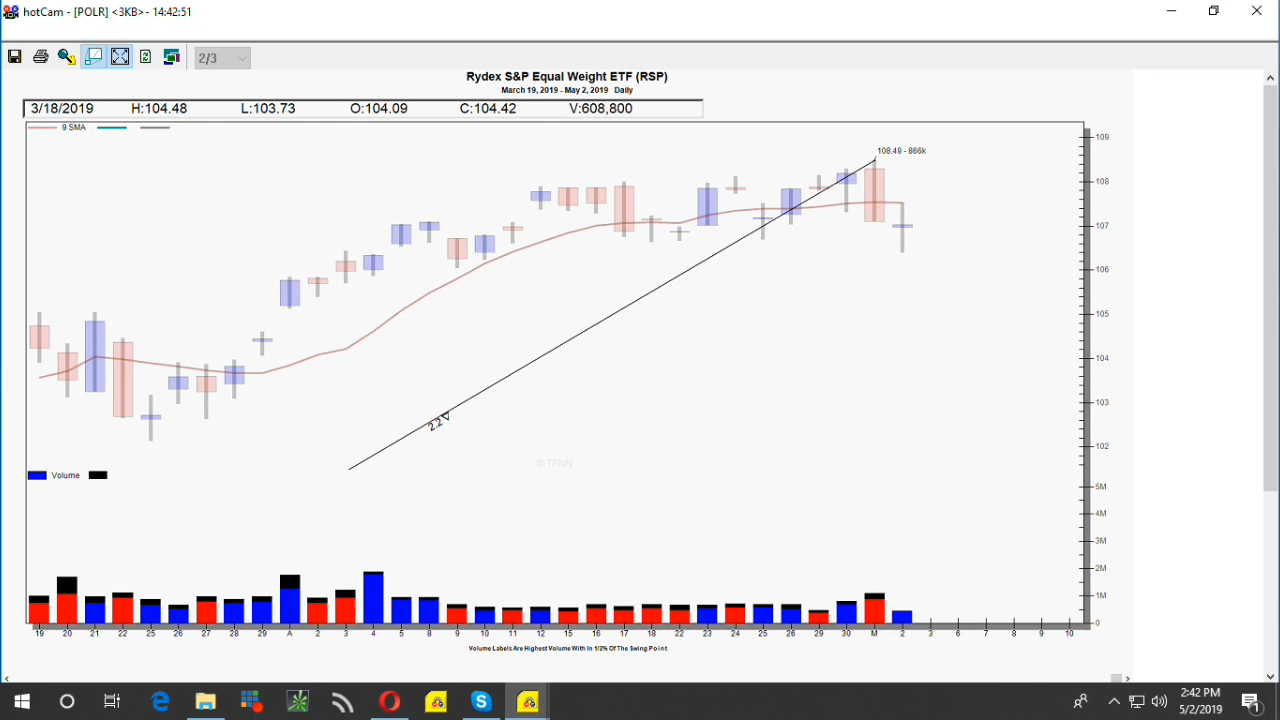 hotCam - [POLR] <3KB> - 14:42:51
2/3
Rydex S&P Equal Weight ETF (RSP)
March 19, 2019 - May 2, 2019 Daily
3/18/2019 H:104.48 L:103.73 O:104.09 C:104.42 V:608,800
9 SMA
108.49 - 866k
109
108
107
106
105
104
103
102
2.2
© TFNN
Volume
5M
4M
3M
2M
1M
0
19 20 21 22 25 26 27 28 29 A 2 3 4 5 8 9 10 11 12 15 16 17 18 22 23 24 25 26 29 30 M 2 3 6 7 8 9 10
Volume Labels Are Highest Volume With In 1/2% Of The Swing Point
2:42 PM
5/2/2019
1